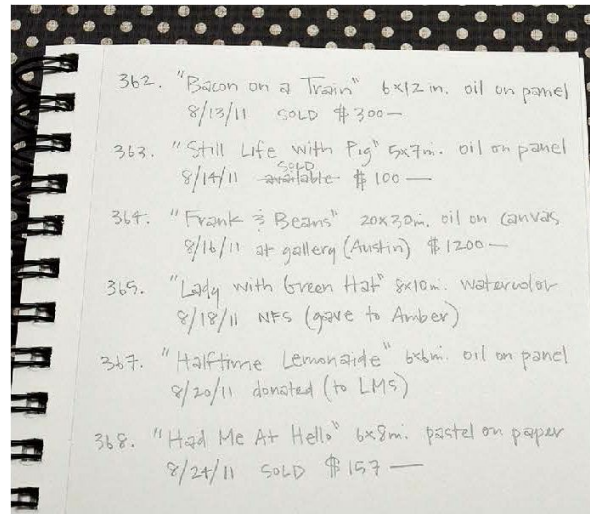 362. "Bacon on a Train" 6x12 in. oil on panel
8/13/11 SOLD $300—
363. "Still Life with Pig" 5x7in. oil on panel
SOLD
8/14/11 available $100—
364. "Frank & Beans" 20x30in. oil on canvas
8/16/11 at gallery (Austin) $1200—
365. "Lady with Green Hat" 8x10in. watercolor
8/18/11 NFS (gave to Amber)
367. "Halftime Lemonaide" 6x6in. oil on panel
8/20/11 donated (to LMS)
368. "Had Me At Hello" 6x8in. pastel on paper
8/24/11 SOLD $157—